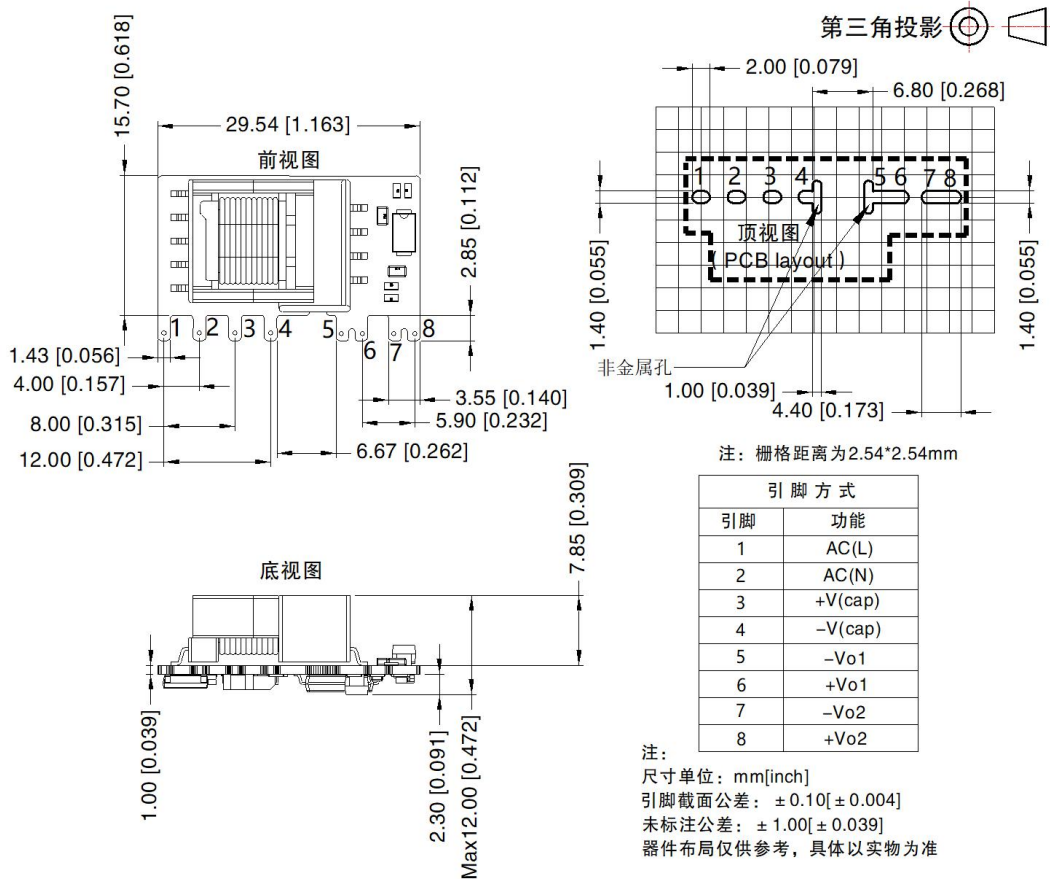 第三角投影
15.70 [0.618]
29.54 [1.163]
前视图
2.85 [0.112]
1 2 3 4 5 6 7 8
1.43 [0.056]
4.00 [0.157]
8.00 [0.315]
12.00 [0.472]
3.55 [0.140]
5.90 [0.232]
6.67 [0.262]
2.00 [0.079]
6.80 [0.268]
1 2 3 4 5 6 7 8
顶视图
( PCB layout )
1.40 [0.055]
1.40 [0.055]
非金属孔
1.00 [0.039]
4.40 [0.173]
底视图
7.85 [0.309]
1.00 [0.039]
2.30 [0.091]
Max12.00 [0.472]
注：栅格距离为2.54*2.54mm
引 脚 方 式
引脚 功能
1 AC(L)
2 AC(N)
3 +V(cap)
4 −V(cap)
5 −Vo1
6 +Vo1
7 −Vo2
8 +Vo2
注：
尺寸单位：mm[inch]
引脚截面公差：±0.10[±0.004]
未标注公差：±1.00[±0.039]
器件布局仅供参考，具体以实物为准